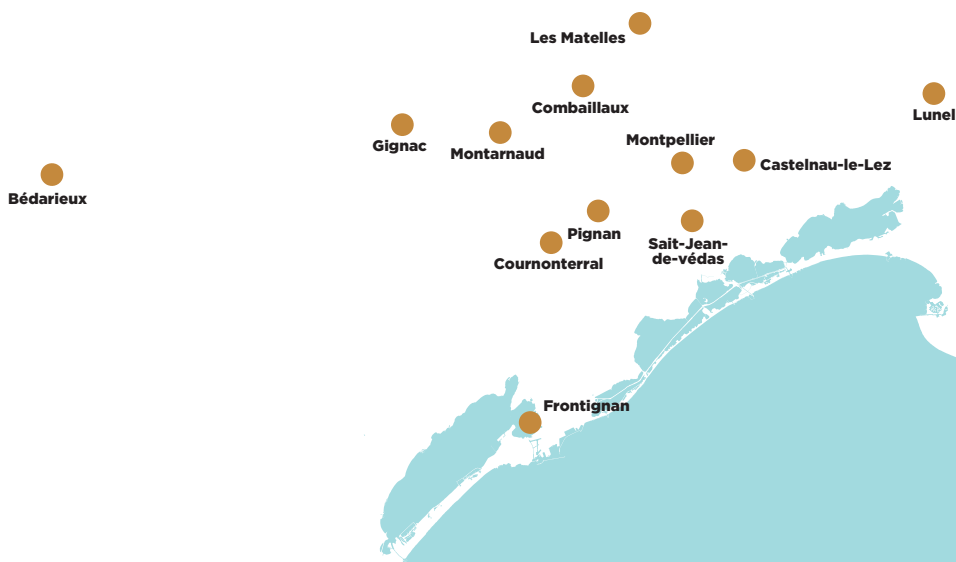 Les Matelles
Combaillaux
Lunel
Gignac
Montarnaud
Montpellier
Castelnau-le-Lez
Bédarieux
Pignan
Sait-Jean-
de-védas
Cournonterral
Frontignan